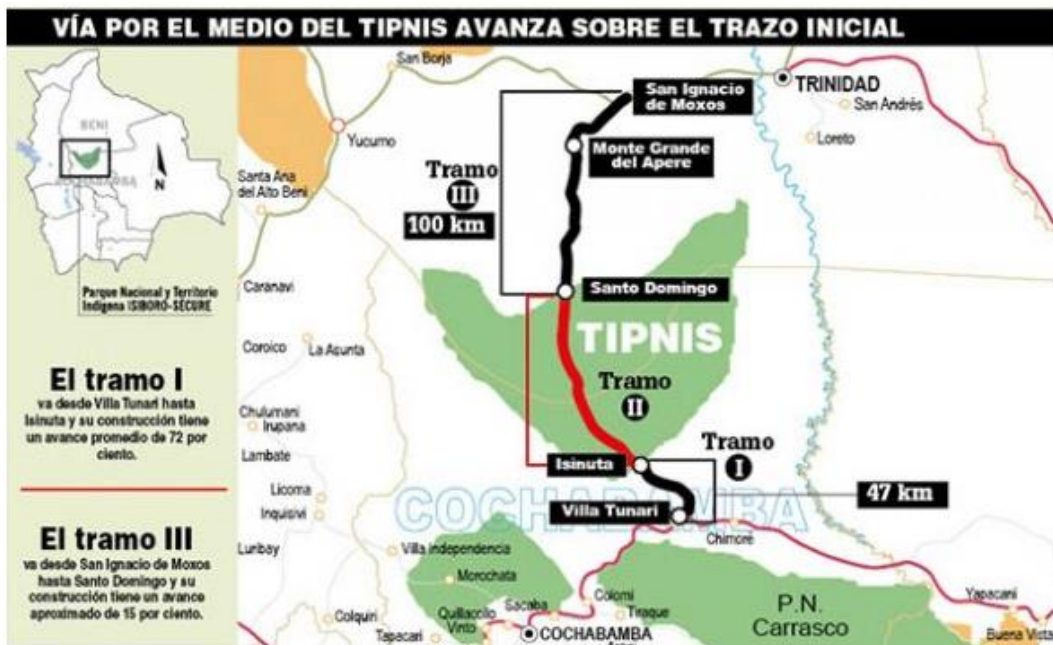 VÍA POR EL MEDIO DEL TIPNIS AVANZA SOBRE EL TRAZO INICIAL
BENI
COCHABAMBA
N
Parque Nacional y Territorio
Indígena ISIBORO-SÉCURE
El tramo I
va desde Villa Tunari hasta
Isinuta y su construcción tiene
un avance promedio de 72 por
ciento.
El tramo III
va desde San Ignacio de Moxos
hasta Santo Domingo y su
construcción tiene un avance
aproximado de 15 por ciento.
San Borja
Yucumo
Santa Ana
del Alto Beni
San Ignacio
de Moxos
TRINIDAD
San Andrés
Loreto
Monte Grande
del Apere
Tramo
III
100 km
Santo Domingo
TIPNIS
Tramo
II
Caranavi
Coroico
La Asunta
Chulumani
Irupana
Lambate
Licoma
Inquisivi
Isinuta
Tramo
I
47 km
Villa Tunari
COCHABAMBA
Chimoré
Villa Independencia
Morochata
Colquiri
Quillacollo
Vinto
Sacaba
Colomi
Tiraque
Tapacarí
COCHABAMBA
P.N.
Carrasco
Yapacaní
Buena Vista